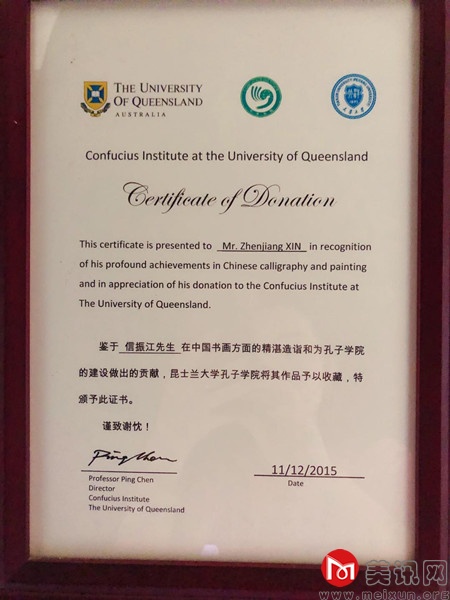 THE UNIVERSITY
OF QUEENSLAND
AUSTRALIA
Confucius Institute at the University of Queensland
Certificate of Donation
This certificate is presented to Mr. Zhenjiang XIN in recognition
of his profound achievements in Chinese calligraphy and painting
and in appreciation of his donation to the Confucius Institute at
The University of Queensland.
鉴于 信振江先生 在中国书画方面的精湛造诣和为孔子学院
的建设做出的贡献，昆士兰大学孔子学院将其作品予以收藏，特
颁予此证书。
谨致谢忱！
Ping Chen
11/12/2015
Professor Ping Chen
Date
Director
Confucius Institute
The University of Queensland
美讯网
www.meixun.org